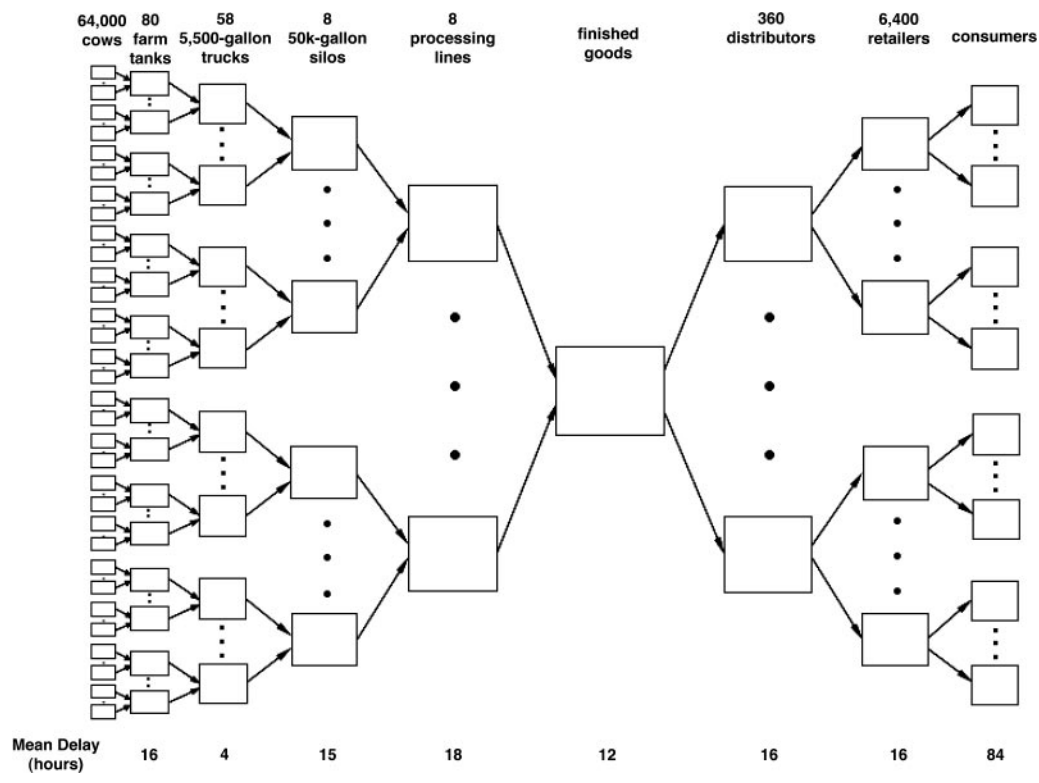 64,000
cows
80
farm
tanks
58
5,500-gallon
trucks
8
50k-gallon
silos
8
processing
lines
finished
goods
360
distributors
6,400
retailers
consumers
Mean Delay
(hours)
16
4
15
18
12
16
16
84